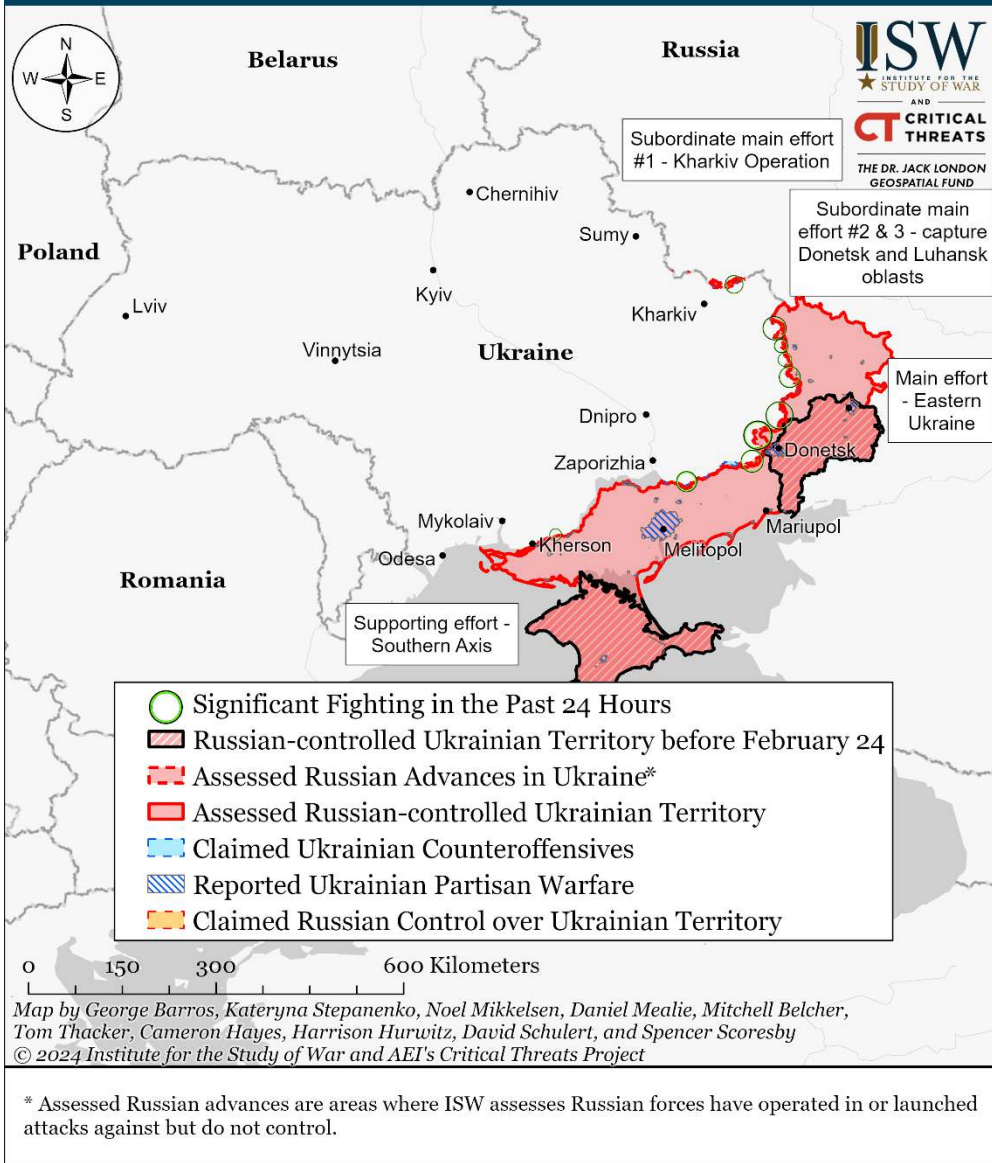 N
W E
S
Belarus
Russia
ISW
INSTITUTE FOR THE
STUDY OF WAR
AND
CT CRITICAL
THREATS
THE DR. JACK LONDON
GEOSPATIAL FUND
Subordinate main effort
#1 - Kharkiv Operation
Subordinate main
effort #2 & 3 - capture
Donetsk and Luhansk
oblasts
Chernihiv
Sumy
Poland
Kyiv
Lviv
Kharkiv
Vinnytsia
Ukraine
Main effort
- Eastern
Ukraine
Dnipro
Donetsk
Zaporizhia
Mykolaiv
Mariupol
Kherson
Melitopol
Odesa
Romania
Supporting effort -
Southern Axis
Significant Fighting in the Past 24 Hours
Russian-controlled Ukrainian Territory before February 24
Assessed Russian Advances in Ukraine*
Assessed Russian-controlled Ukrainian Territory
Claimed Ukrainian Counteroffensives
Reported Ukrainian Partisan Warfare
Claimed Russian Control over Ukrainian Territory
0 150 300 600 Kilometers
Map by George Barros, Kateryna Stepanenko, Noel Mikkelsen, Daniel Mealie, Mitchell Belcher,
Tom Thacker, Cameron Hayes, Harrison Hurwitz, David Schulert, and Spencer Scoresby
© 2024 Institute for the Study of War and AEI's Critical Threats Project
* Assessed Russian advances are areas where ISW assesses Russian forces have operated in or launched
attacks against but do not control.